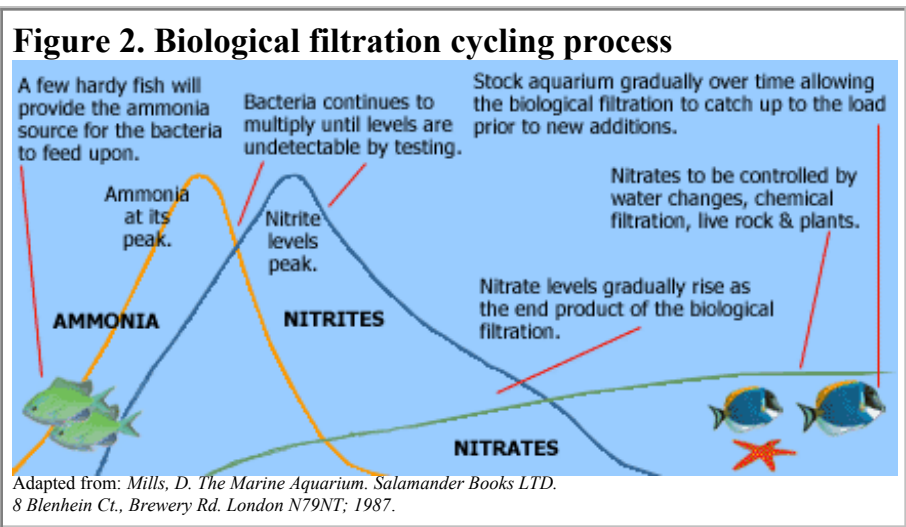 Figure 2. Biological filtration cycling process
A few hardy fish will
provide the ammonia
source for the bacteria
to feed upon.
Bacteria continues to
multiply until levels are
undetectable by testing.
Stock aquarium gradually over time allowing
the biological filtration to catch up to the load
prior to new additions.
Ammonia
at its
peak.
Nitrite
levels
peak.
Nitrates to be controlled by
water changes, chemical
filtration, live rock & plants.
Nitrate levels gradually rise as
the end product of the biological
filtration.
AMMONIA
NITRITES
NITRATES
Adapted from: Mills, D. The Marine Aquarium. Salamander Books LTD.
8 Blenhein Ct., Brewery Rd. London N79NT; 1987.